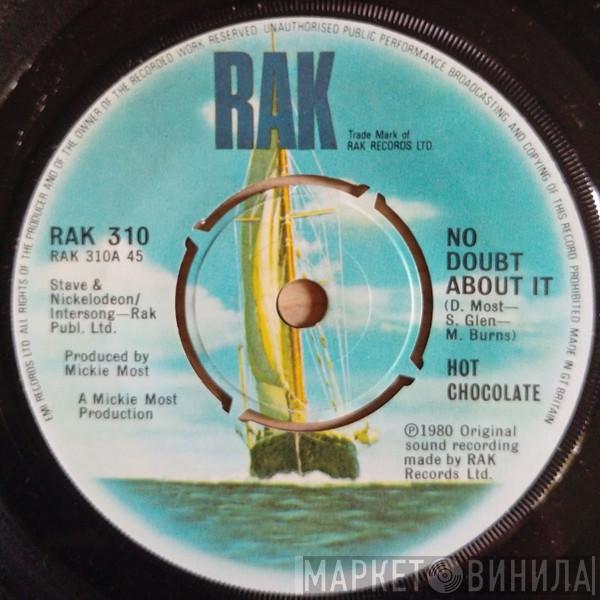 EMI RECORDS LTD ALL RIGHTS OF THE PRODUCER AND OF THE OWNER OF THE RECORDED WORK RESERVED UNAUTHORISED PUBLIC PERFORMANCE BROADCASTING AND COPYING OF THIS RECORD PROHIBITED MADE IN GT BRITAIN
RAK
Trade Mark of
RAK RECORDS LTD.
RAK 310
RAK 310A 45
Stave &
Nickelodeon/
Intersong—Rak
Publ. Ltd.
Produced by
Mickie Most
A Mickie Most
Production
NO
DOUBT
ABOUT IT
(D. Most—
S. Glen—
M. Burns)
HOT
CHOCOLATE
Ⓟ1980 Original
sound recording
made by RAK
Records Ltd.
МАРКЕТ ВИНИЛА